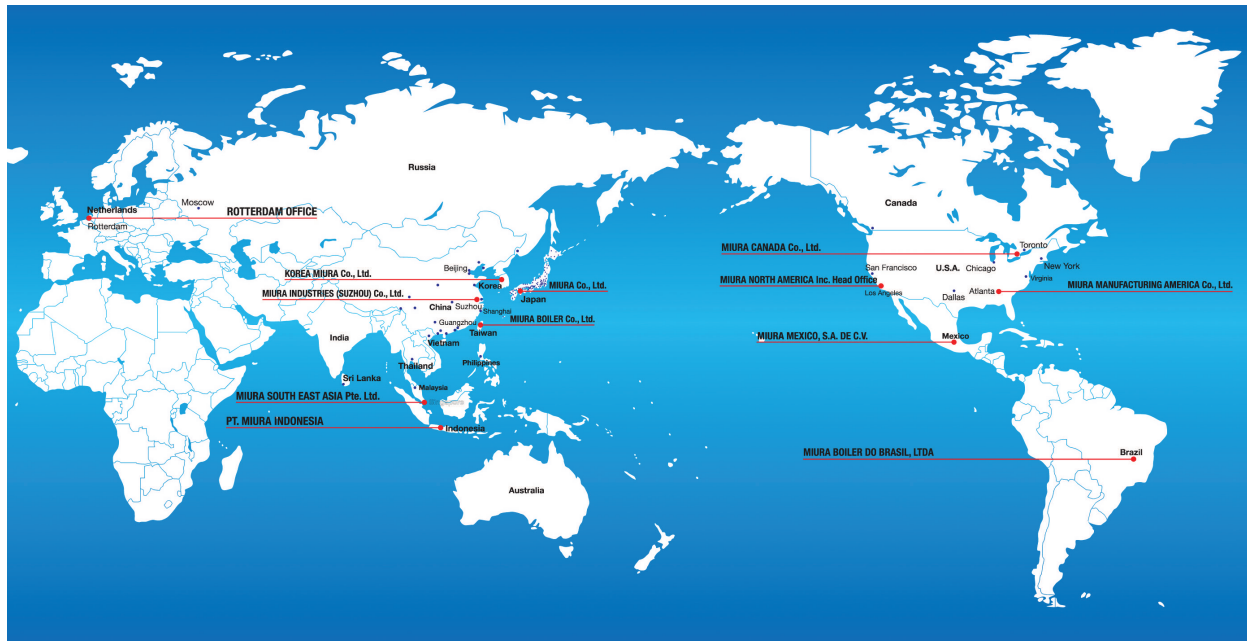 Russia
Canada
Moscow
Netherlands
ROTTERDAM OFFICE
Rotterdam
Beijing
KOREA MIURA Co., Ltd.
Korea
MIURA Co., Ltd.
Japan
MIURA INDUSTRIES (SUZHOU) Co., Ltd.
China
Suzhou
Shanghai
MIURA BOILER Co., Ltd.
Guangzhou
Taiwan
India
Vietnam
Thailand
Philippines
Sri Lanka
Malaysia
MIURA SOUTH EAST ASIA Pte. Ltd.
PT. MIURA INDONESIA
Indonesia
Australia
MIURA CANADA Co., Ltd.
Toronto
San Francisco
U.S.A.
Chicago
New York
MIURA NORTH AMERICA Inc. Head Office
Los Angeles
Virginia
Dallas
Atlanta
MIURA MANUFACTURING AMERICA Co., Ltd.
MIURA MEXICO, S.A. DE C.V.
Mexico
MIURA BOILER DO BRASIL, LTDA
Brazil